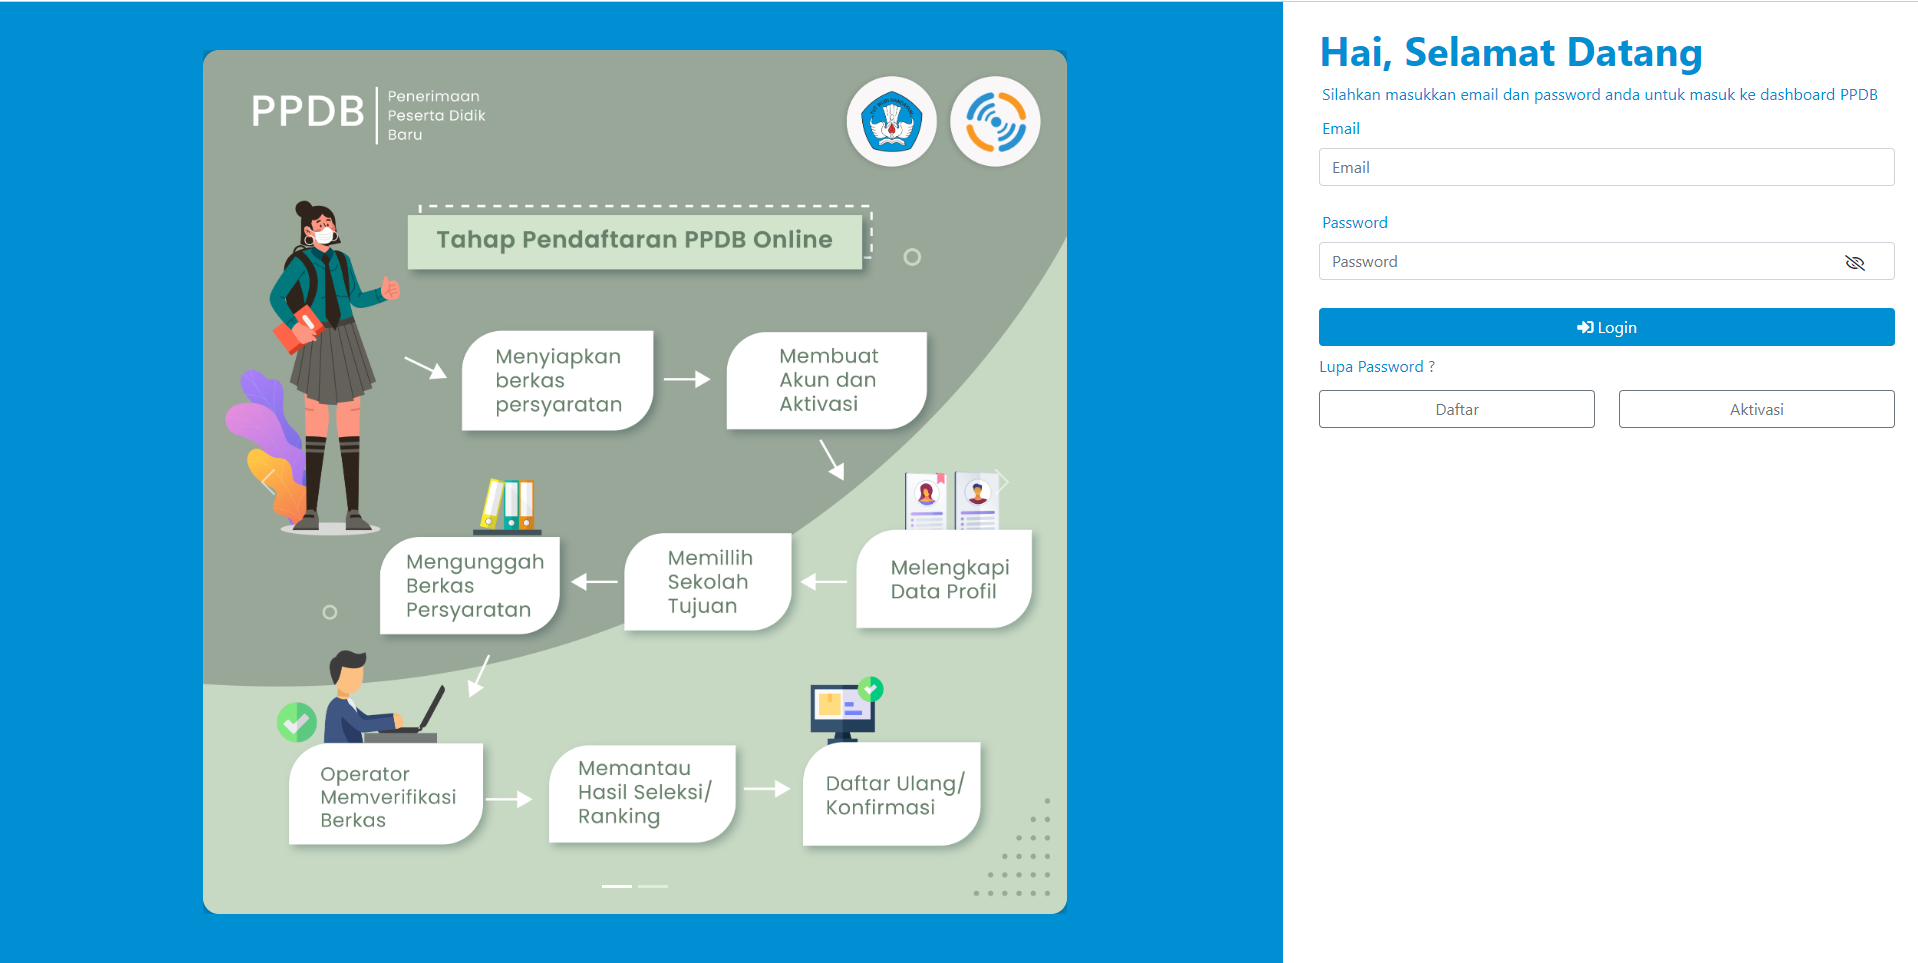 PPDB
Penerimaan
Peserta Didik
Baru
Tahap Pendaftaran PPDB Online
Menyiapkan
berkas
persyaratan
Membuat
Akun dan
Aktivasi
Melengkapi
Data Profil
Memillih
Sekolah
Tujuan
Mengunggah
Berkas
Persyaratan
Operator
Memverifikasi
Berkas
Memantau
Hasil Seleksi/
Ranking
Daftar Ulang/
Konfirmasi
Hai, Selamat Datang
Silahkan masukkan email dan password anda untuk masuk ke dashboard PPDB
Email
Email
Password
Password
Login
Lupa Password ?
Daftar
Aktivasi